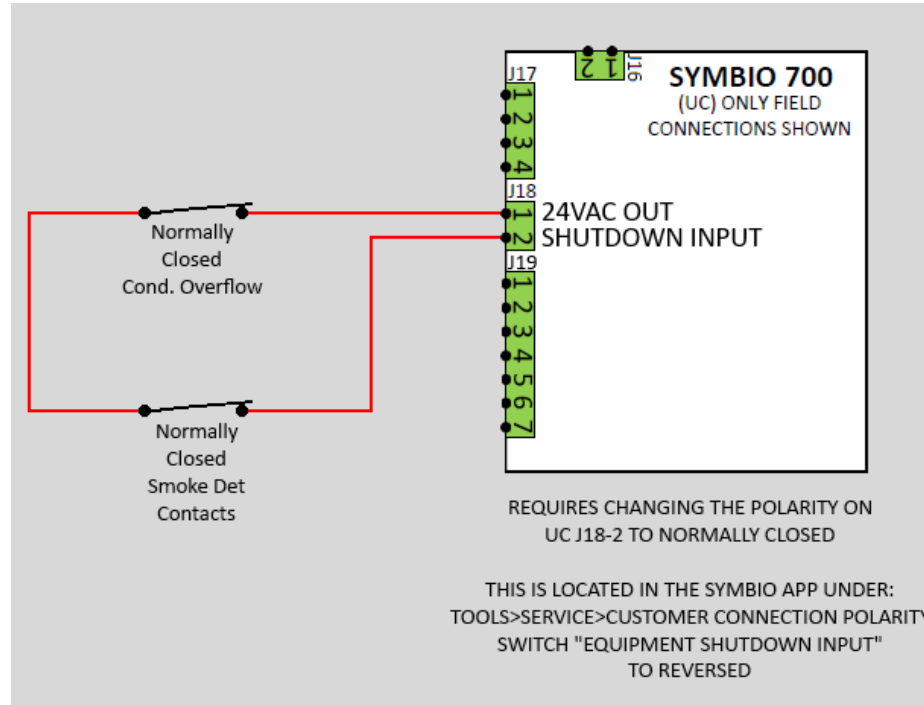 J17
1
2
3
4
2 1
J16
SYMBIO 700
(UC) ONLY FIELD
CONNECTIONS SHOWN
J18
1
2
24VAC OUT
SHUTDOWN INPUT
J19
1
2
3
4
5
6
7
Normally
Closed
Cond. Overflow
Normally
Closed
Smoke Det
Contacts
REQUIRES CHANGING THE POLARITY ON
UC J18-2 TO NORMALLY CLOSED
THIS IS LOCATED IN THE SYMBIO APP UNDER:
TOOLS>SERVICE>CUSTOMER CONNECTION POLARITY
SWITCH "EQUIPMENT SHUTDOWN INPUT"
TO REVERSED